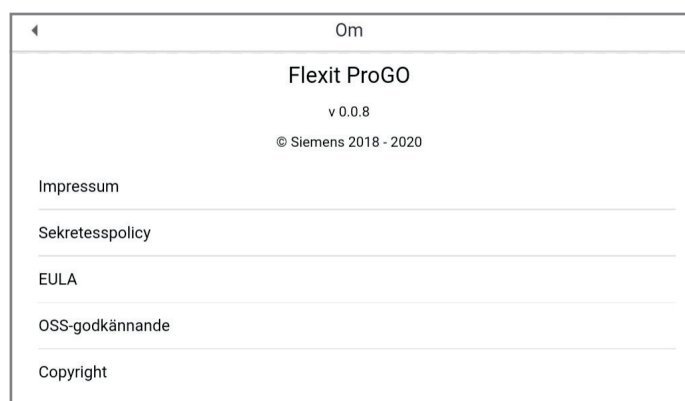 Om
Flexit ProGO
v 0.0.8
© Siemens 2018 - 2020
Impressum
Sekretesspolicy
EULA
OSS-godkännande
Copyright